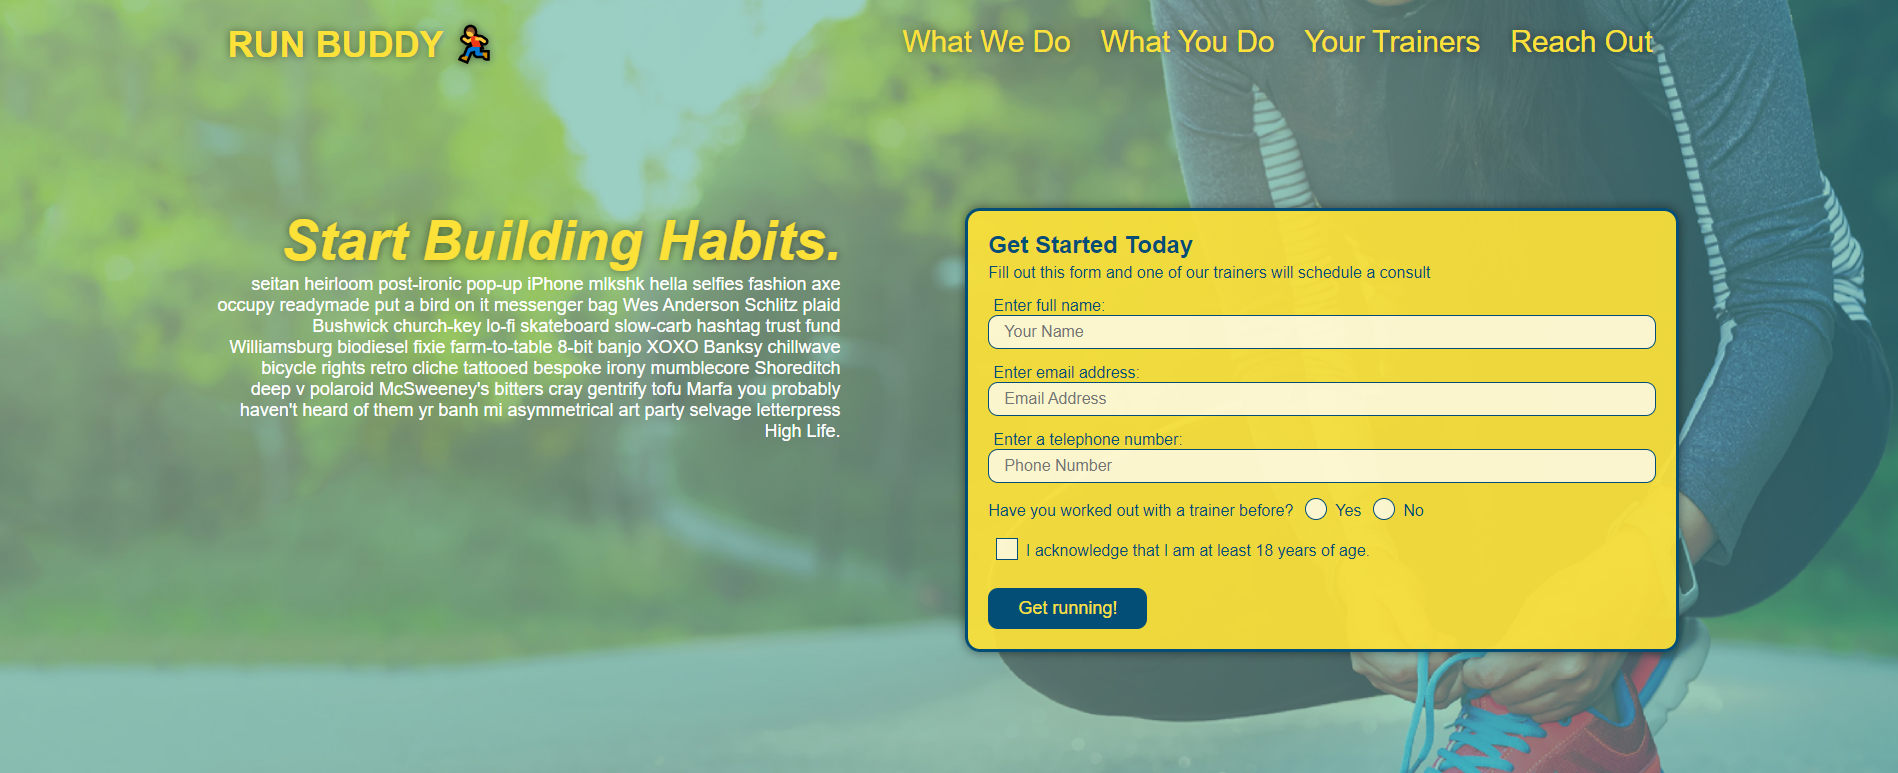 RUN BUDDY 🏃
What We Do What You Do Your Trainers Reach Out
Start Building Habits.
seitan heirloom post-ironic pop-up iPhone mlkshk hella selfies fashion axe
occupy readymade put a bird on it messenger bag Wes Anderson Schlitz plaid
Bushwick church-key lo-fi skateboard slow-carb hashtag trust fund
Williamsburg biodiesel fixie farm-to-table 8-bit banjo XOXO Banksy chillwave
bicycle rights retro cliche tattooed bespoke irony mumblecore Shoreditch
deep v polaroid McSweeney's bitters cray gentrify tofu Marfa you probably
haven't heard of them yr banh mi asymmetrical art party selvage letterpress
High Life.
Get Started Today
Fill out this form and one of our trainers will schedule a consult
Enter full name:
Your Name
Enter email address:
Email Address
Enter a telephone number:
Phone Number
Have you worked out with a trainer before? Yes No
I acknowledge that I am at least 18 years of age.
Get running!